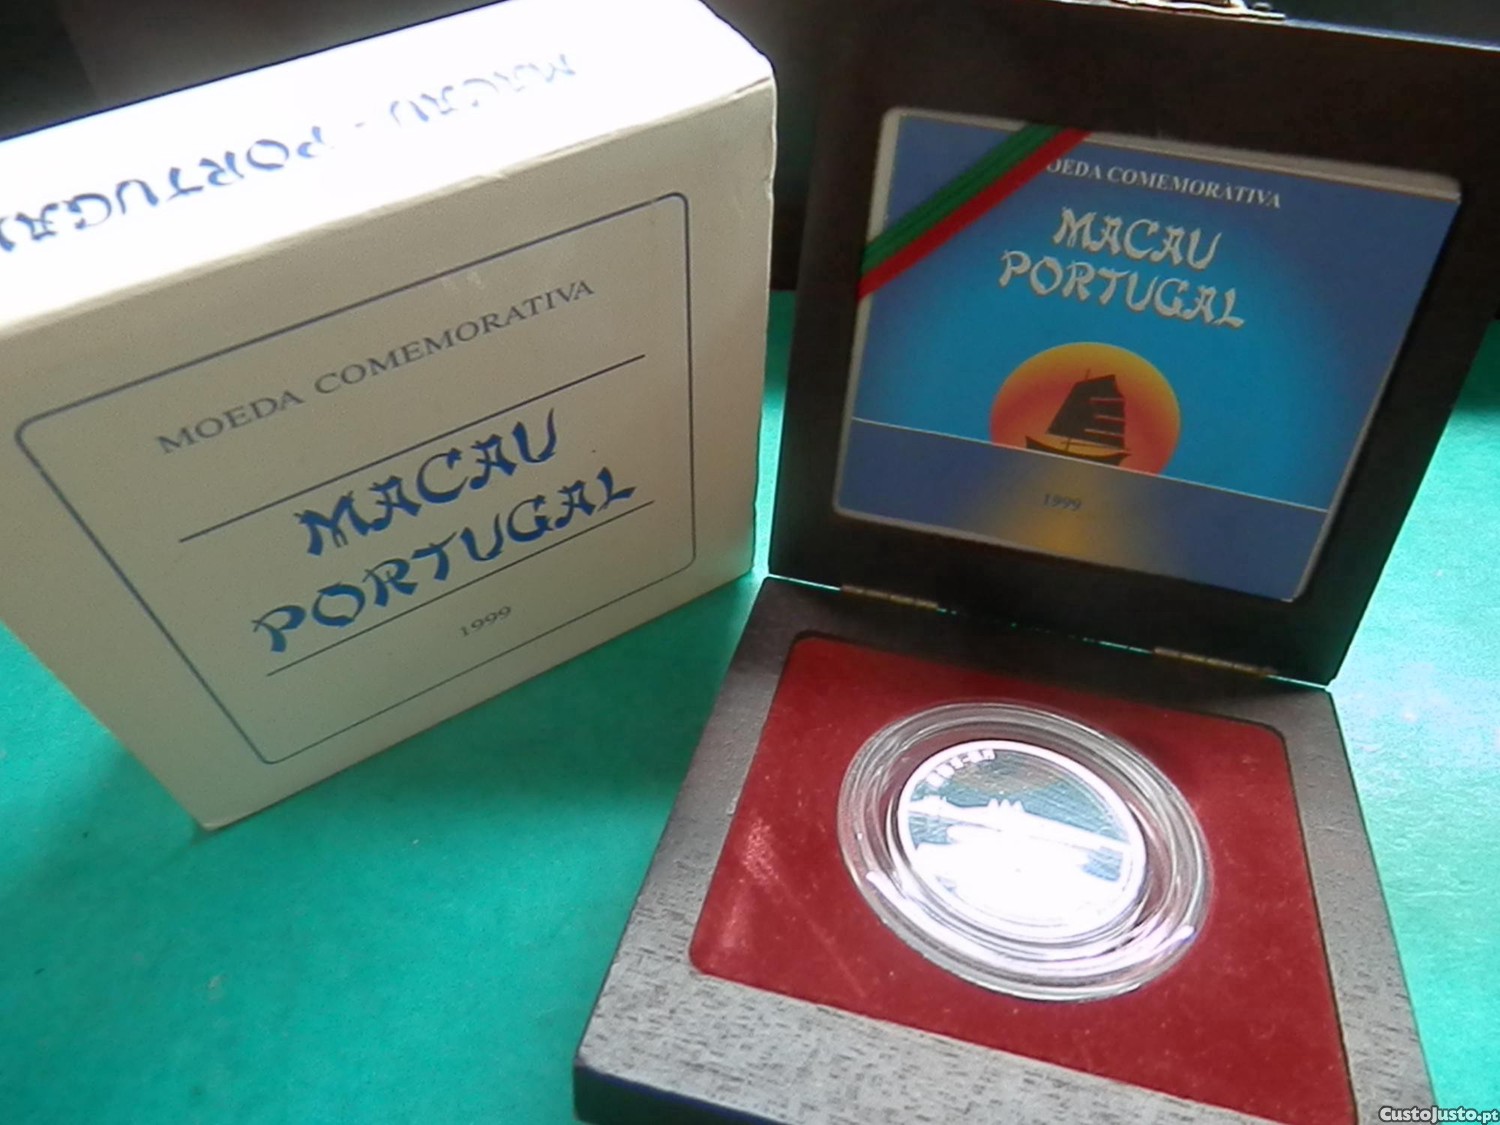 MACAU - PORTUGAL
MOEDA COMEMORATIVA
MACAU
PORTUGAL
1999
MOEDA COMEMORATIVA
MACAU
PORTUGAL
1999
CustoJusto.pt